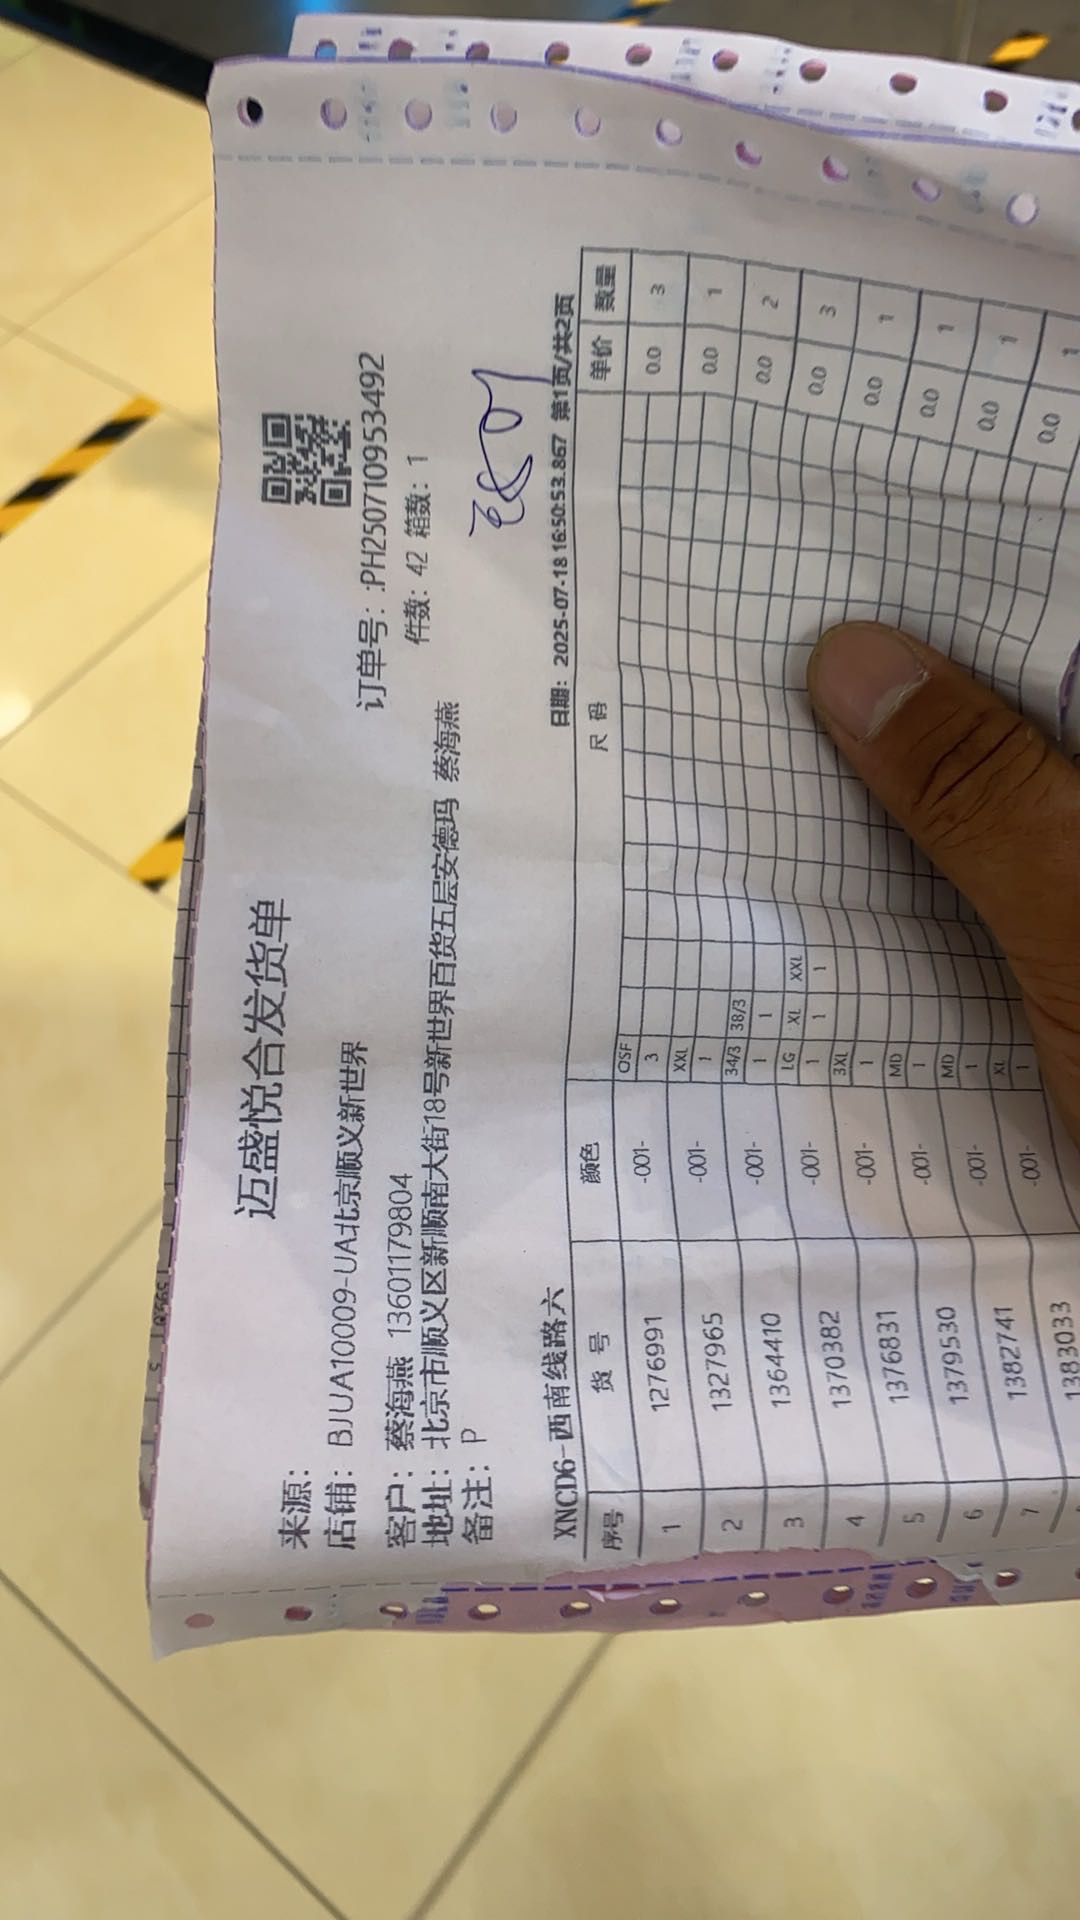 迈盛悦合发货单
来源：
店铺：BJUA10009-UA北京顺义新世界
订单号：:PH250710953492
客户：蔡海燕 13601179804
件数：42 箱数：1
地址：北京市顺义区新顺南大街18号新世界百货五层安德玛 蔡海燕
备注：P
XNCD6-西南线路六
日期：2025-07-18 16:50:53.867 第1页/共2页
序号 货号 颜色 尺码 单价 数量
OSF
1 1276991 -001- 3 0.0 3
XXL
2 1327965 -001- 1 0.0 1
34/3 38/3
3 1364410 -001- 1 1 0.0 2
LG XL XXL
4 1370382 -001- 1 1 1 0.0 3
3XL
5 1376831 -001- 1 0.0 1
MD
6 1379530 -001- 1 0.0 1
MD
7 1382741 -001- 1 0.0 1
XL
1383033 -001- 1 0.0 1